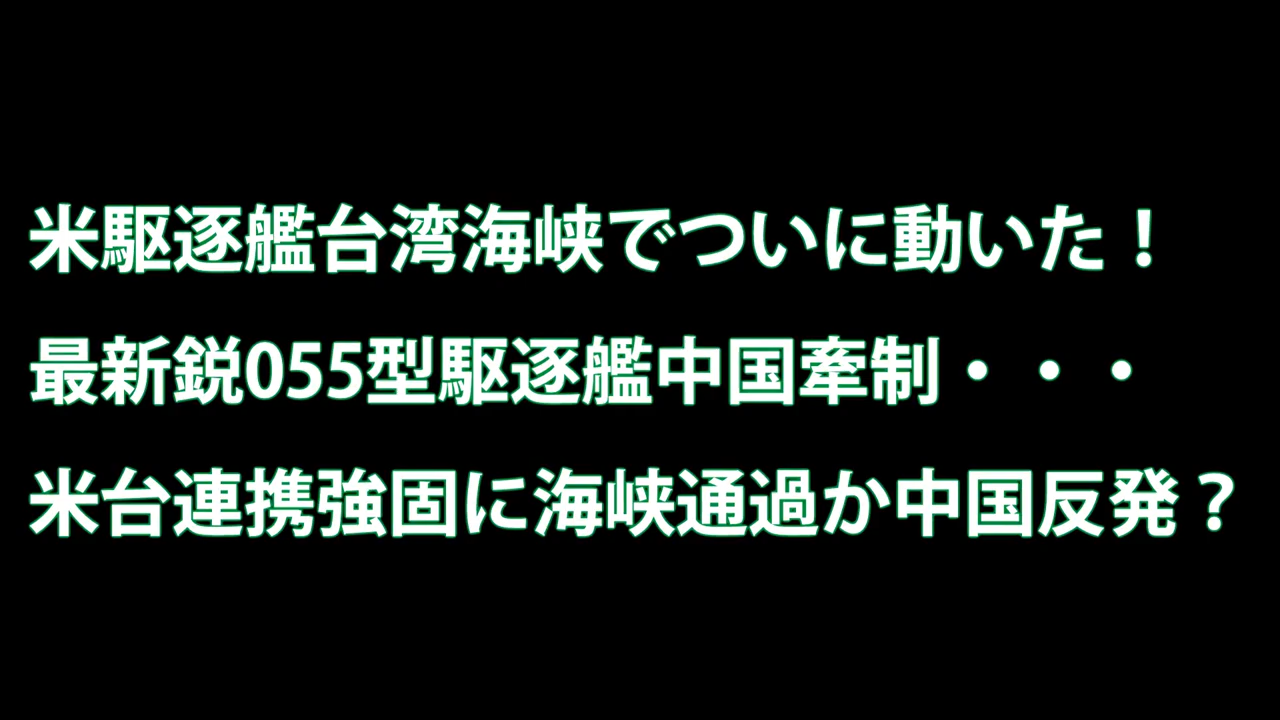 米駆逐艦台湾海峡でついに動いた！
最新鋭055型駆逐艦中国牽制・・・
米台連携強固に海峡通過か中国反発？